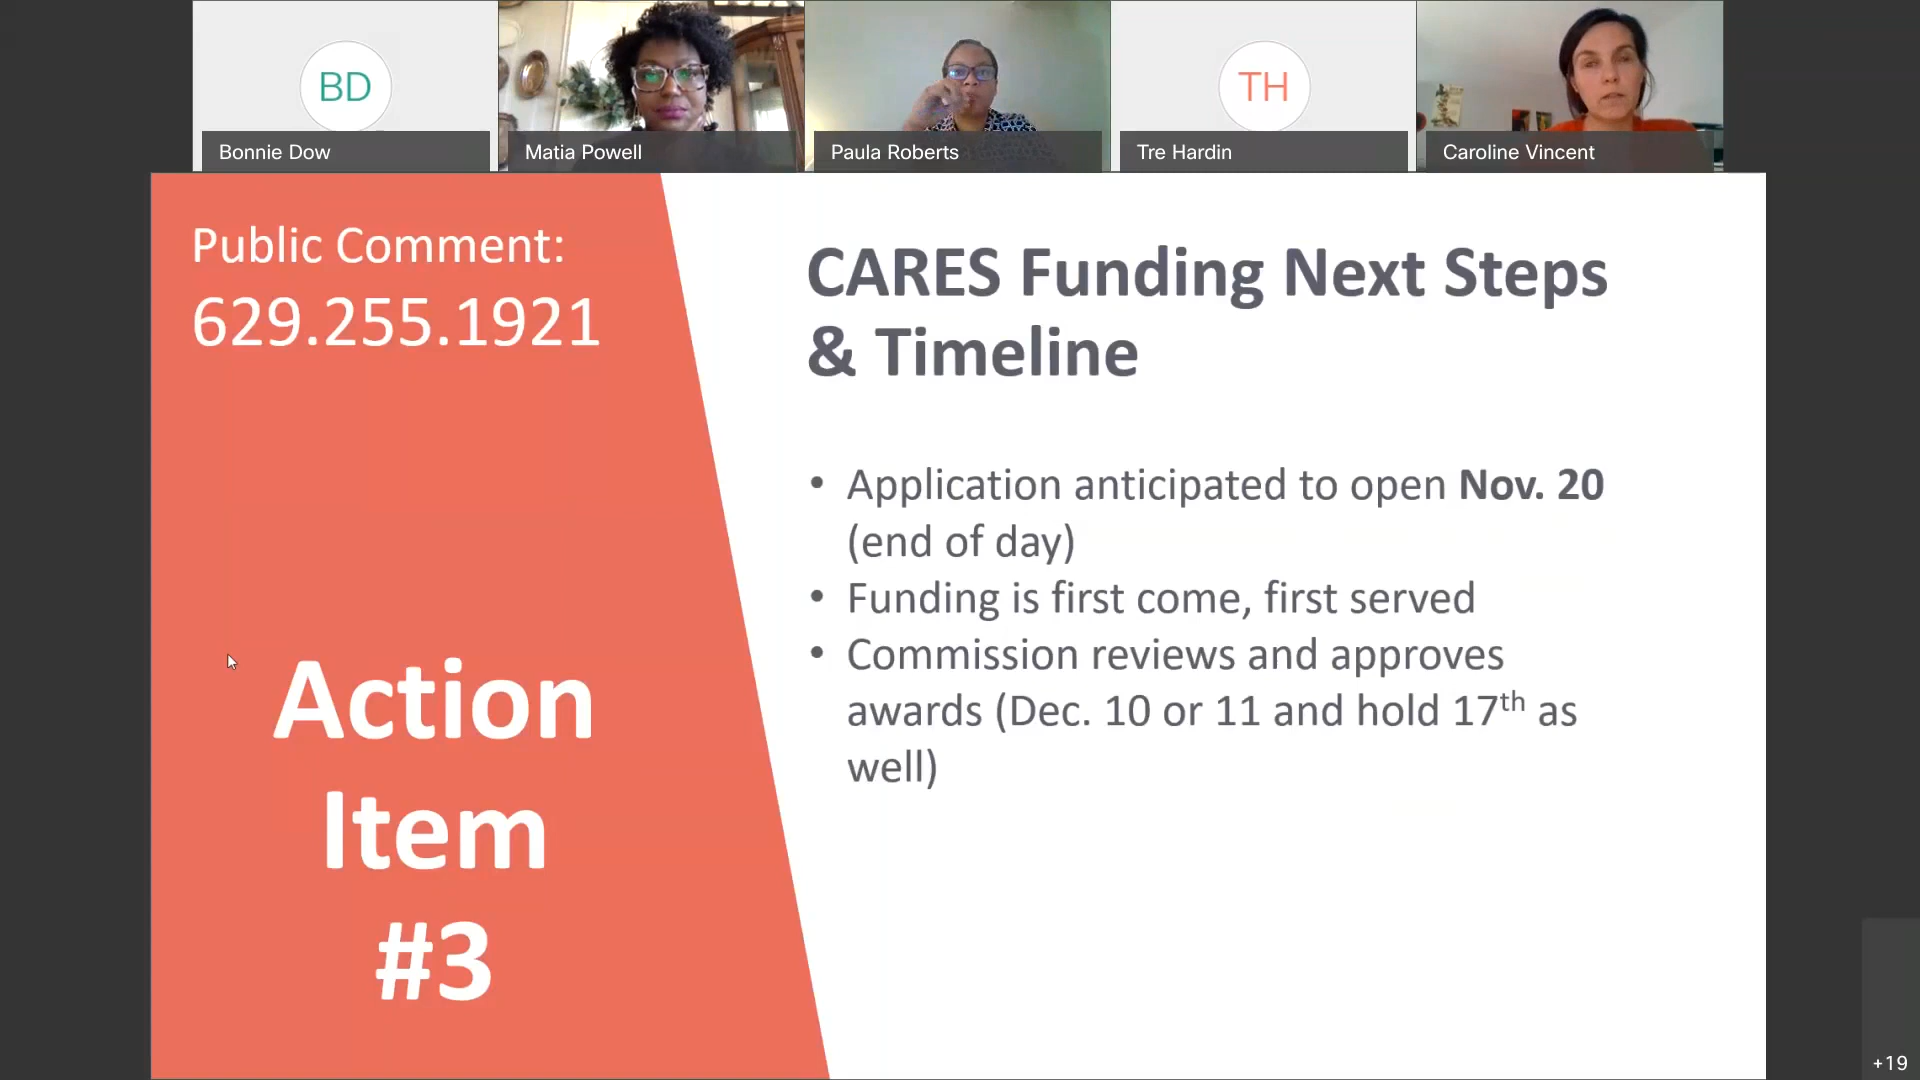 BD
TH
Bonnie Dow
Matia Powell
Paula Roberts
Tre Hardin
Caroline Vincent
Public Comment:
629.255.1921
Action
Item
#3
CARES Funding Next Steps
& Timeline
• Application anticipated to open Nov. 20
(end of day)
• Funding is first come, first served
• Commission reviews and approves
awards (Dec. 10 or 11 and hold 17th as
well)
+19